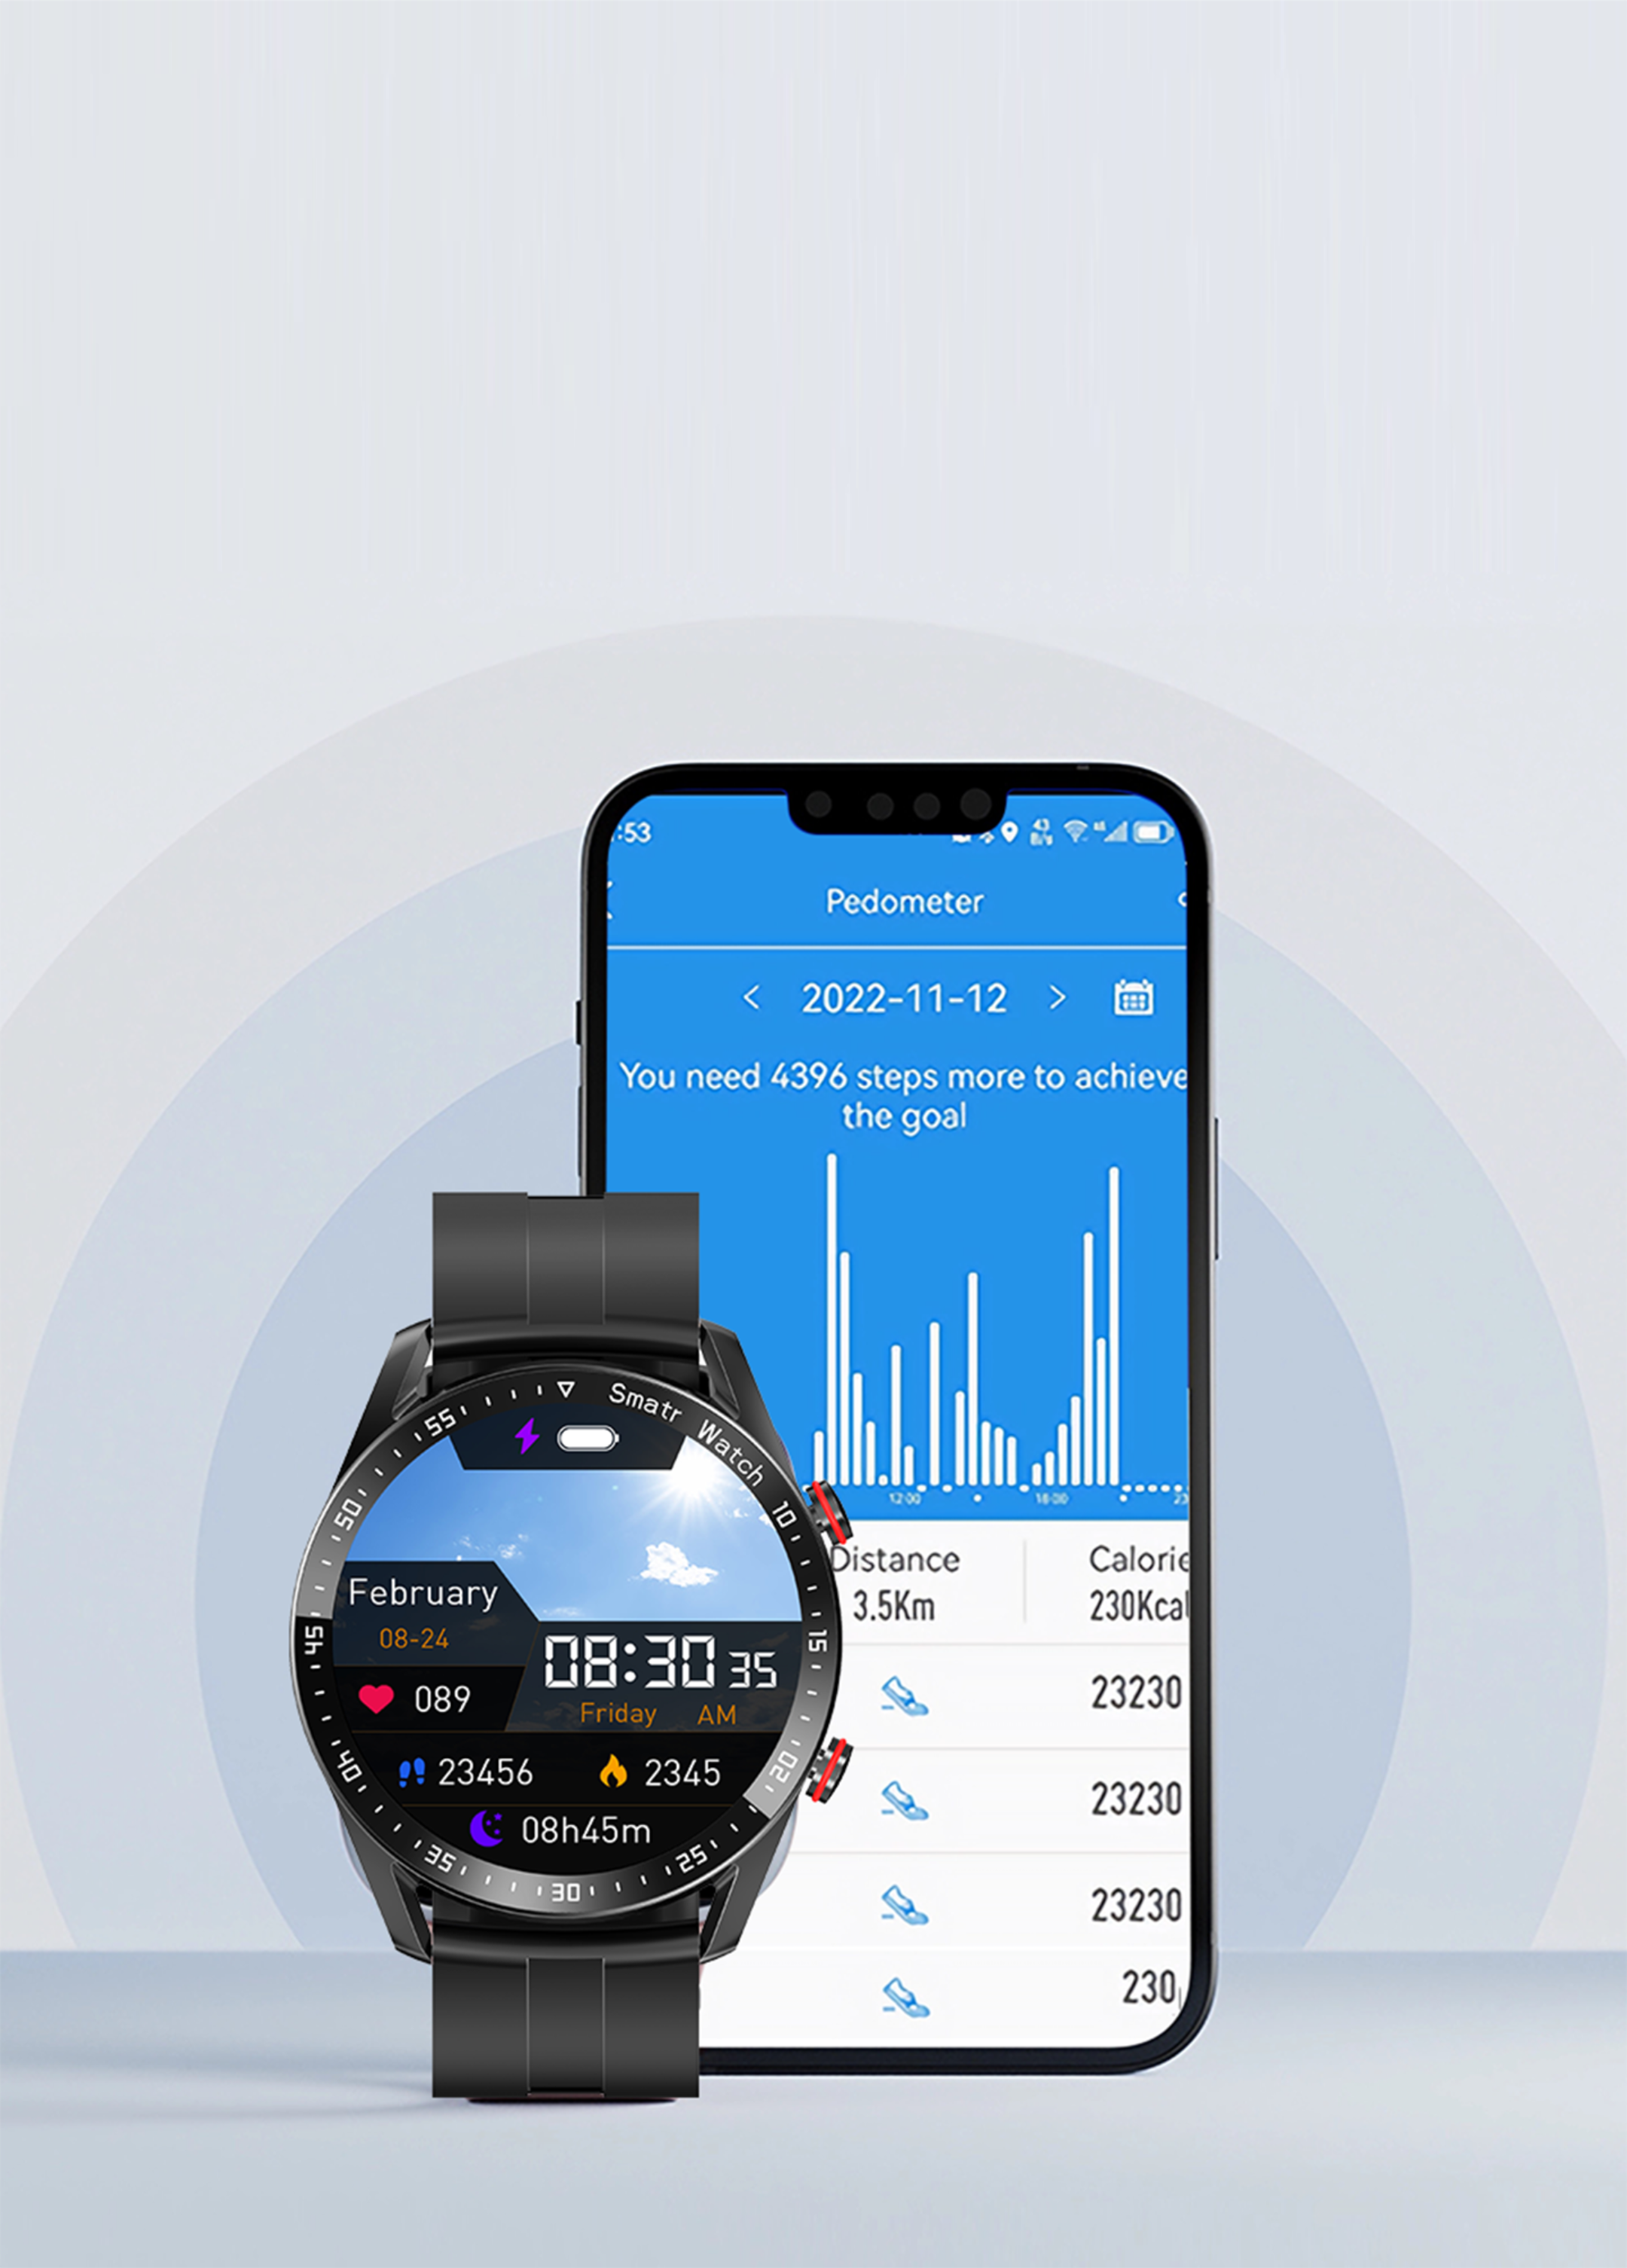 :53
43
B/s
Pedometer
< 2022-11-12 >
You need 4396 steps more to achieve
the goal
12:00
18:00
23
Distance
Calorie
3.5Km
230Kcal
23230
23230
23230
230
Smatr Watch
10
15
20
25
30
35
40
45
50
55
February
08-24
08:30 35
Friday AM
089
23456
2345
08h45m